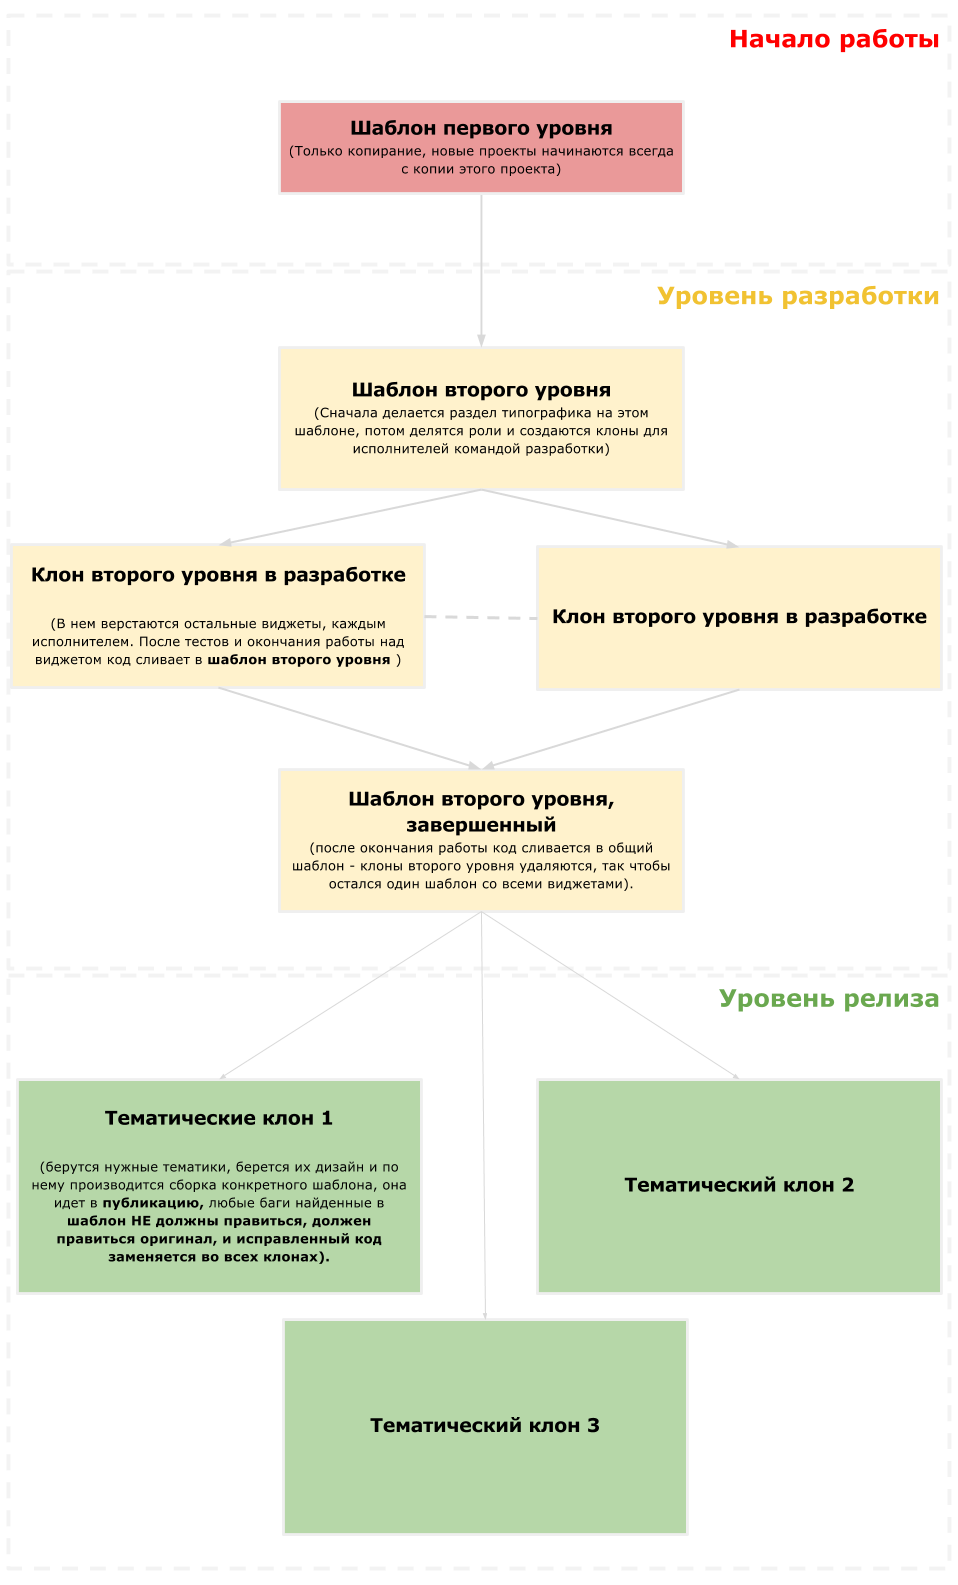 Начало работы
Шаблон первого уровня
(Только копирание, новые проекты начинаются всегда
с копии этого проекта)
Уровень разработки
Шаблон второго уровня
(Сначала делается раздел типографика на этом
шаблоне, потом делятся роли и создаются клоны для
исполнителей командой разработки)
Клон второго уровня в разработке
(В нем верстаются остальные виджеты, каждым
исполнителем. После тестов и окончания работы над
виджетом код сливает в шаблон второго уровня )
Клон второго уровня в разработке
Шаблон второго уровня,
завершенный
(после окончания работы код сливается в общий
шаблон - клоны второго уровня удаляются, так чтобы
остался один шаблон со всеми виджетами).
Уровень релиза
Тематические клон 1
(берутся нужные тематики, берется их дизайн и по
нему производится сборка конкретного шаблона, она
идет в публикацию, любые баги найденные в
шаблон НЕ должны правиться, должен
правиться оригинал, и исправленный код
заменяется во всех клонах).
Тематический клон 2
Тематический клон 3